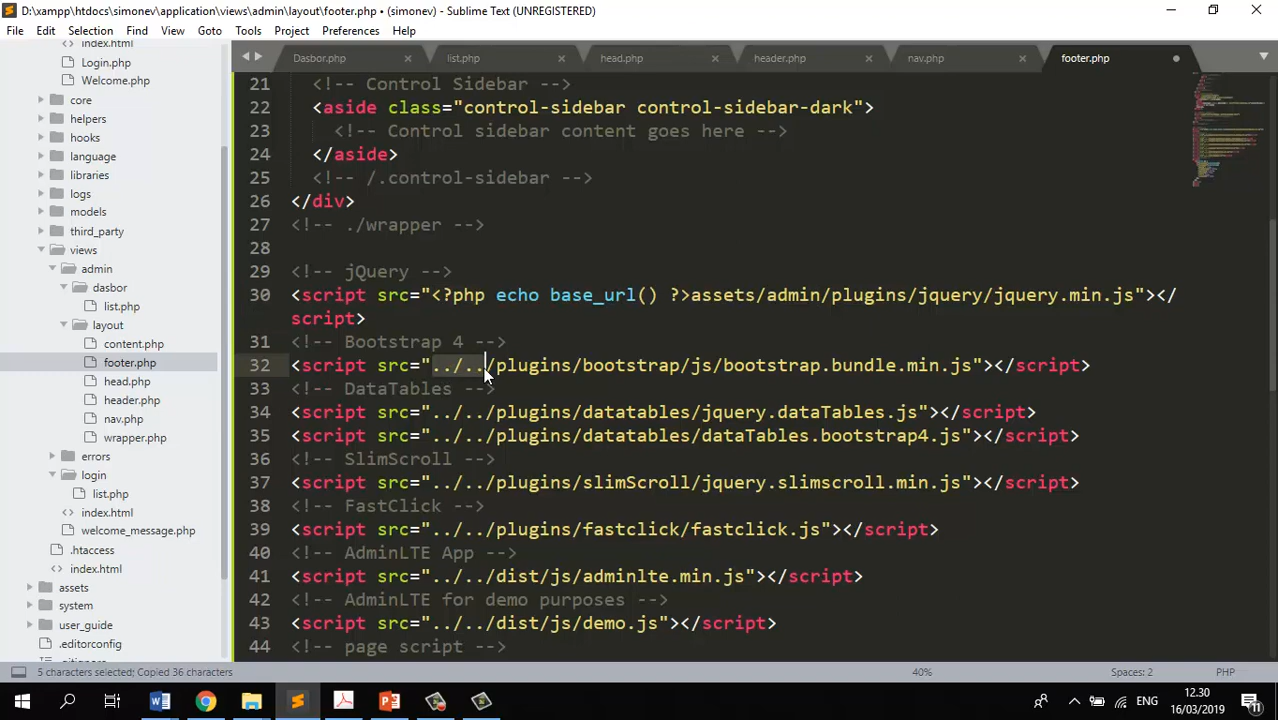 D:\xampp\htdocs\simonev\application\views\admin\layout\footer.php • (simonev) - Sublime Text (UNREGISTERED)
File Edit Selection Find View Goto Tools Project Preferences Help
Dasbor.php list.php head.php header.php nav.php footer.php
index.html
Login.php
Welcome.php
core
helpers
hooks
language
libraries
logs
models
third_party
views
admin
dasbor
list.php
layout
content.php
footer.php
head.php
header.php
nav.php
wrapper.php
errors
login
list.php
index.html
welcome_message.php
.htaccess
index.html
assets
system
user_guide
.editorconfig
.gitignore
21 <!-- Control Sidebar -->
22 <aside class="control-sidebar control-sidebar-dark">
23 <!-- Control sidebar content goes here -->
24 </aside>
25 <!-- /.control-sidebar -->
26 </div>
27 <!-- ./wrapper -->
28
29 <!-- jQuery -->
30 <script src="<?php echo base_url() ?>assets/admin/plugins/jquery/jquery.min.js"></
script>
31 <!-- Bootstrap 4 -->
32 <script src="../../plugins/bootstrap/js/bootstrap.bundle.min.js"></script>
33 <!-- DataTables -->
34 <script src="../../plugins/datatables/jquery.dataTables.js"></script>
35 <script src="../../plugins/datatables/dataTables.bootstrap4.js"></script>
36 <!-- SlimScroll -->
37 <script src="../../plugins/slimScroll/jquery.slimscroll.min.js"></script>
38 <!-- FastClick -->
39 <script src="../../plugins/fastclick/fastclick.js"></script>
40 <!-- AdminLTE App -->
41 <script src="../../dist/js/adminlte.min.js"></script>
42 <!-- AdminLTE for demo purposes -->
43 <script src="../../dist/js/demo.js"></script>
44 <!-- page script -->
5 characters selected; Copied 36 characters 40% Spaces: 2 PHP
ENG 12.30
16/03/2019 11